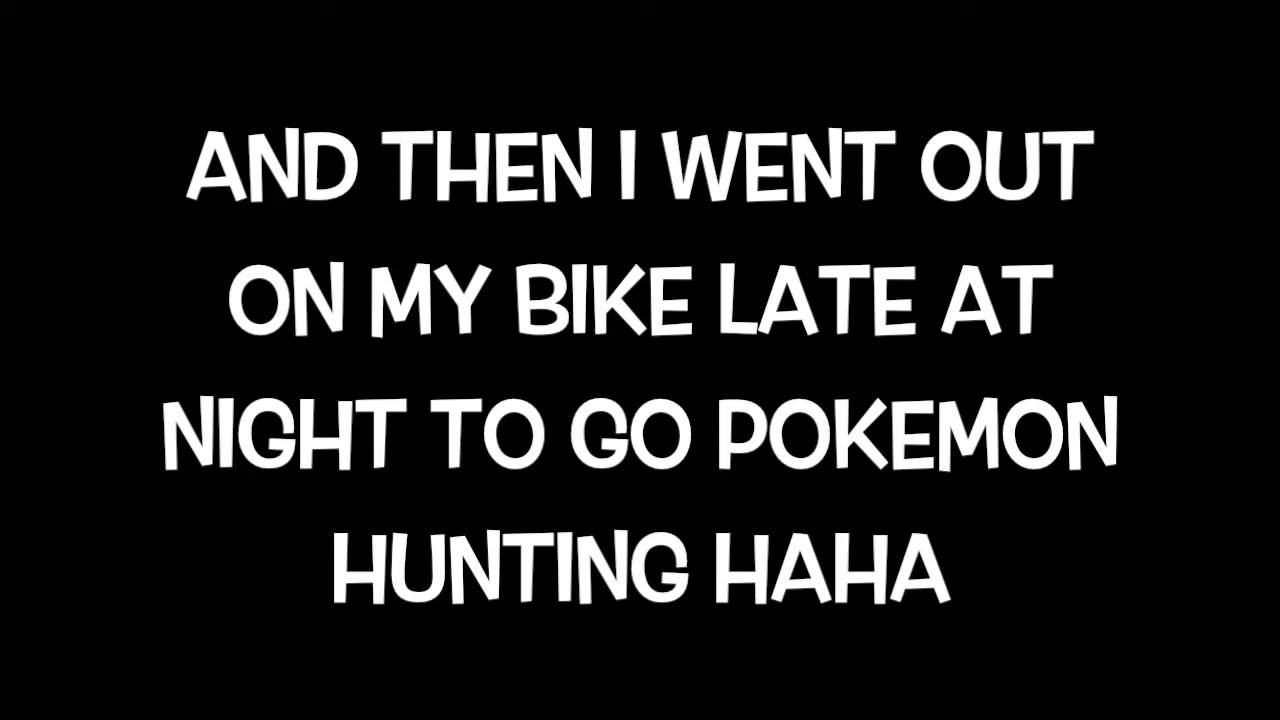 AND THEN I WENT OUT
ON MY BIKE LATE AT
NIGHT TO GO POKEMON
HUNTING HAHA